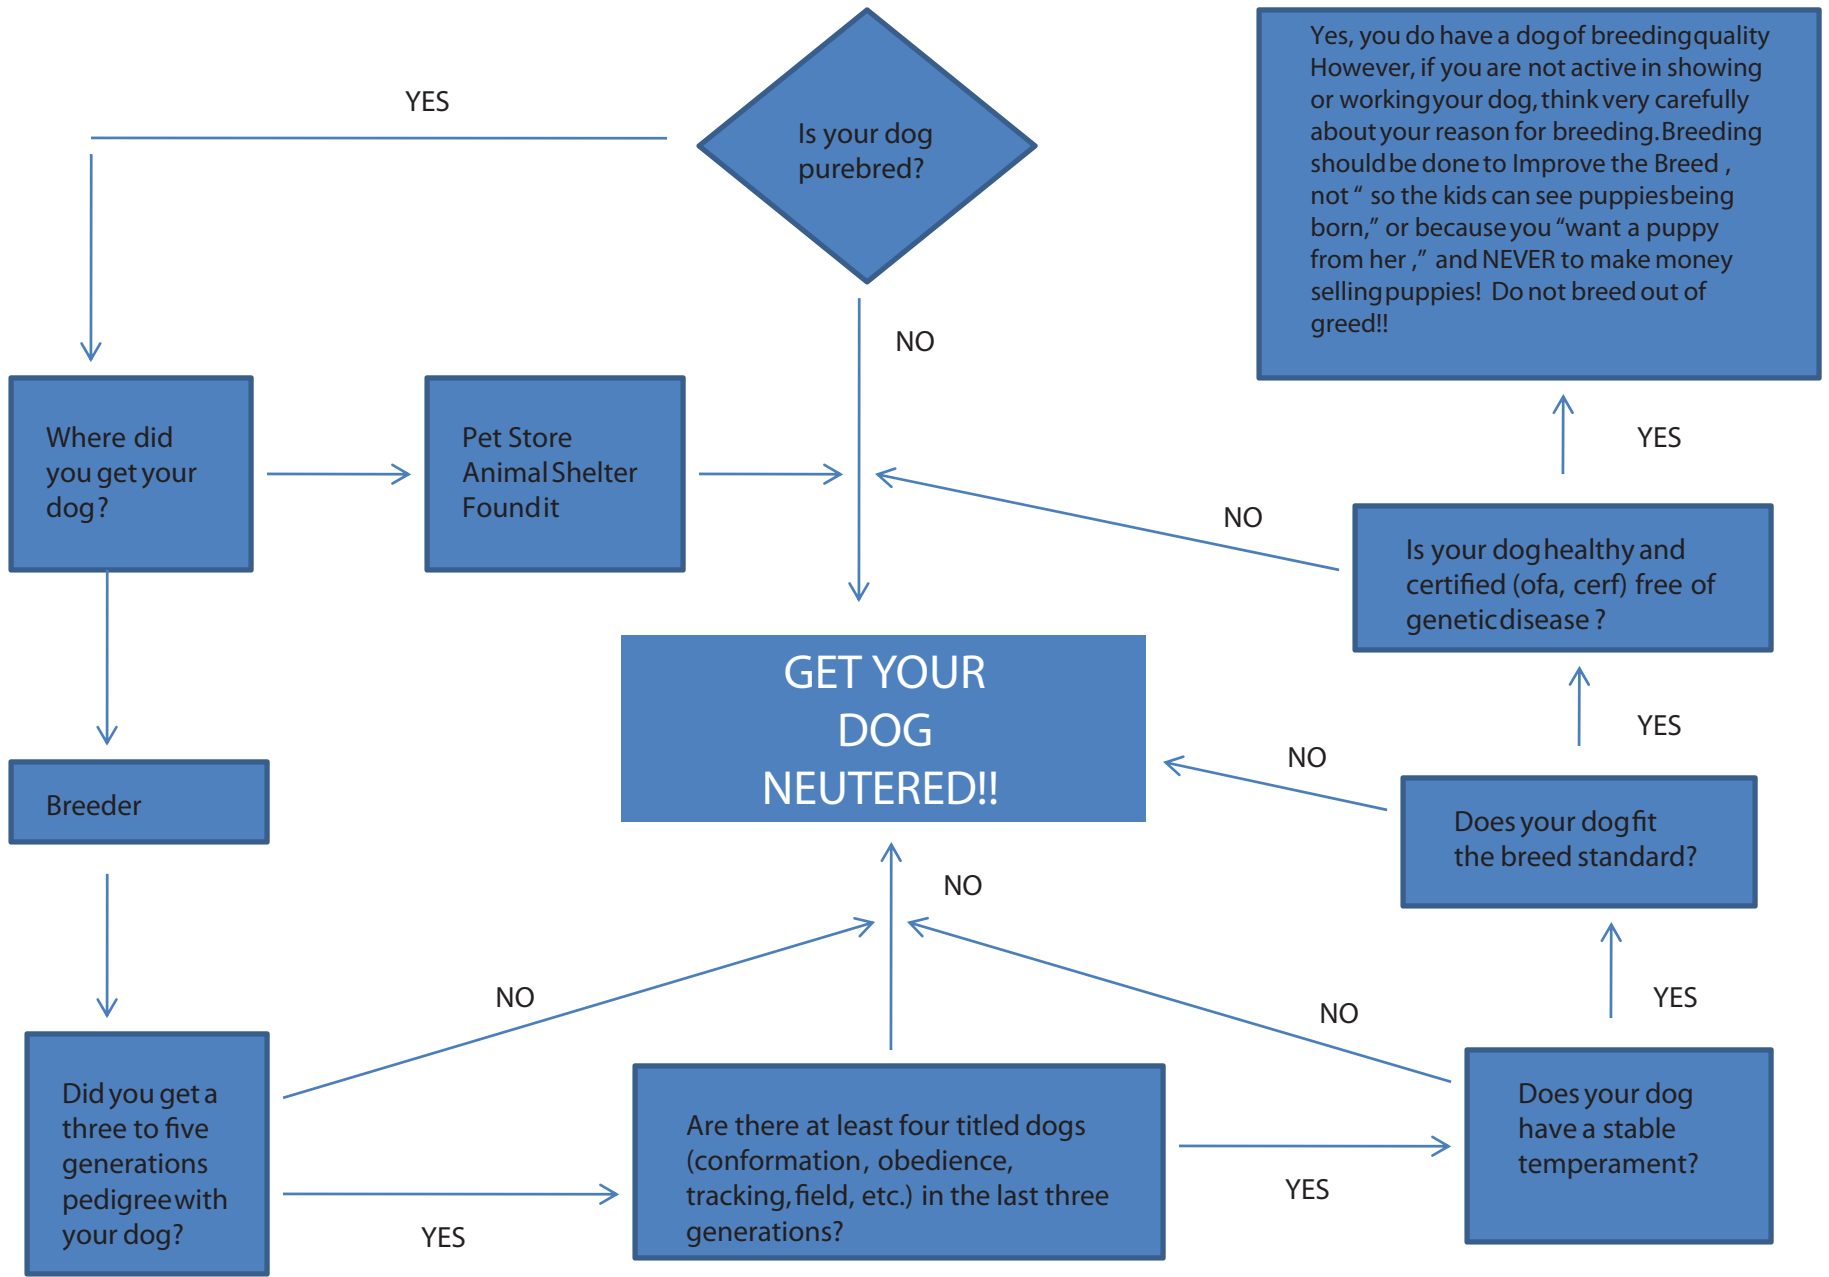 YES
Is your dog
purebred?
NO
Yes, you do have a dog of breeding quality
However, if you are not active in showing
or working your dog, think very carefully
about your reason for breeding. Breeding
should be done to Improve the Breed ,
not “ so the kids can see puppies being
born,” or because you “want a puppy
from her ,” and NEVER to make money
selling puppies! Do not breed out of
greed!!
YES
Where did
you get your
dog?
Pet Store
Animal Shelter
Found it
NO
Is your dog healthy and
certified (ofa, cerf) free of
genetic disease ?
YES
GET YOUR
DOG
NEUTERED!!
NO
Breeder
Does your dog fit
the breed standard?
NO
NO
NO
YES
Did you get a
three to five
generations
pedigree with
your dog?
YES
Are there at least four titled dogs
(conformation, obedience,
tracking, field, etc.) in the last three
generations?
YES
Does your dog
have a stable
temperament?